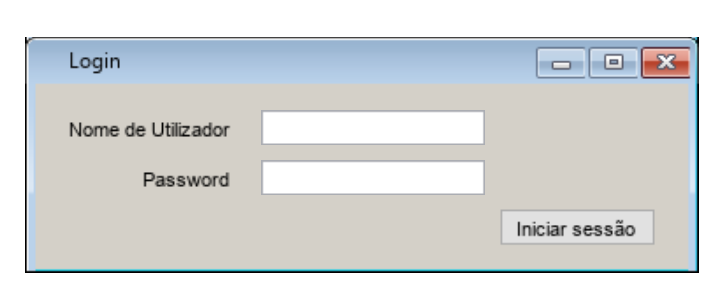 Login
Nome de Utilizador
Password
Iniciar sessão